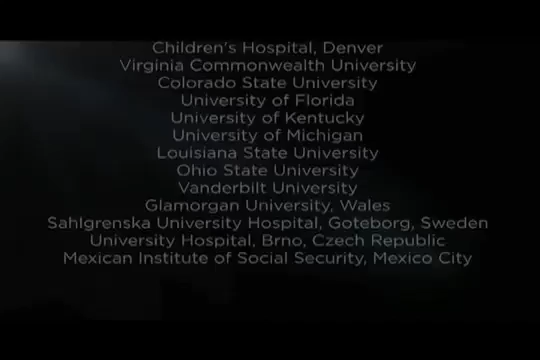 Children's Hospital, Denver
Virginia Commonwealth University
Colorado State University
University of Florida
University of Kentucky
University of Michigan
Louisiana State University
Ohio State University
Vanderbilt University
Glamorgan University, Wales
Sahlgrenska University Hospital, Goteborg, Sweden
University Hospital, Brno, Czech Republic
Mexican Institute of Social Security, Mexico City